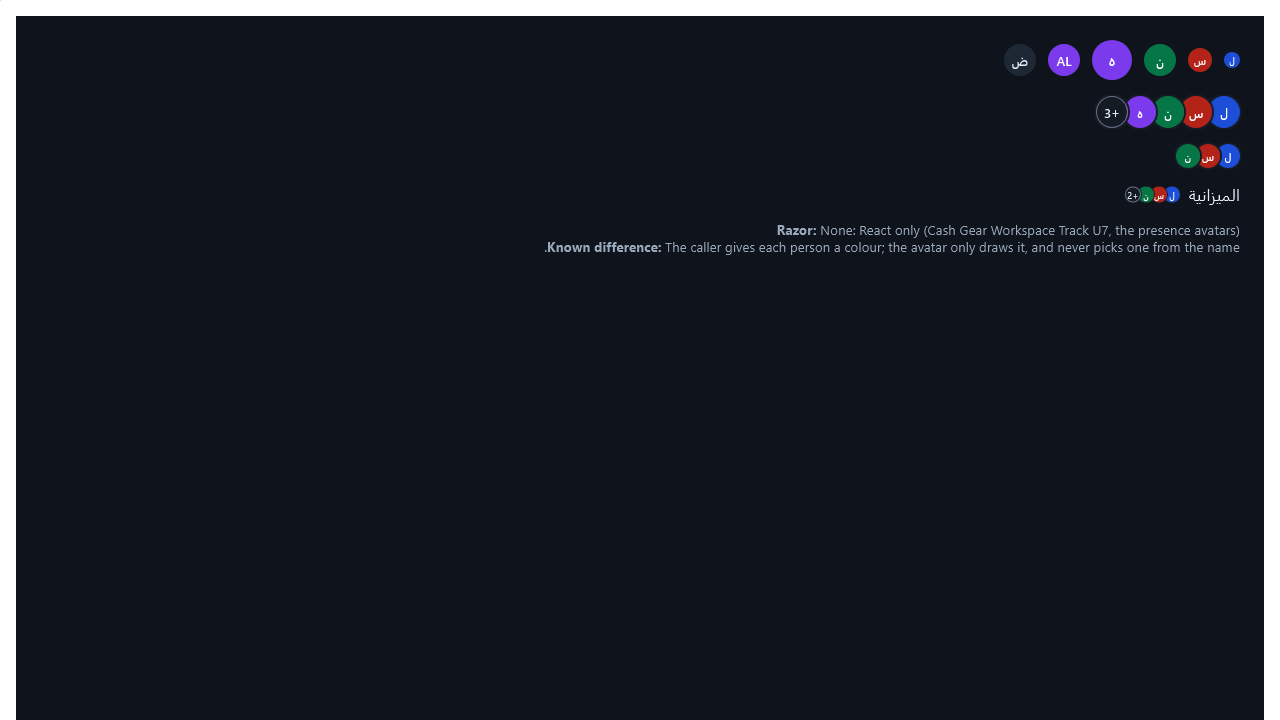 ل س ن ه AL ض
ل س ن ه +3
ل س ن
الميزانية ل س ن +2
Razor: None: React only (Cash Gear Workspace Track U7, the presence avatars)
Known difference: The caller gives each person a colour; the avatar only draws it, and never picks one from the name.